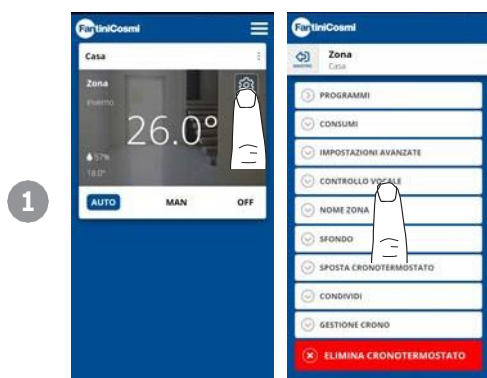 1
FantiniCosmi
Casa
Zona
Inverno
26.0°
57%
18.0°
AUTO MAN OFF
FantiniCosmi
INDIETRO
Zona
Casa
PROGRAMMI
CONSUMI
IMPOSTAZIONI AVANZATE
CONTROLLO VOCALE
NOME ZONA
SFONDO
SPOSTA CRONOTERMOSTATO
CONDIVIDI
GESTIONE CRONO
ELIMINA CRONOTERMOSTATO